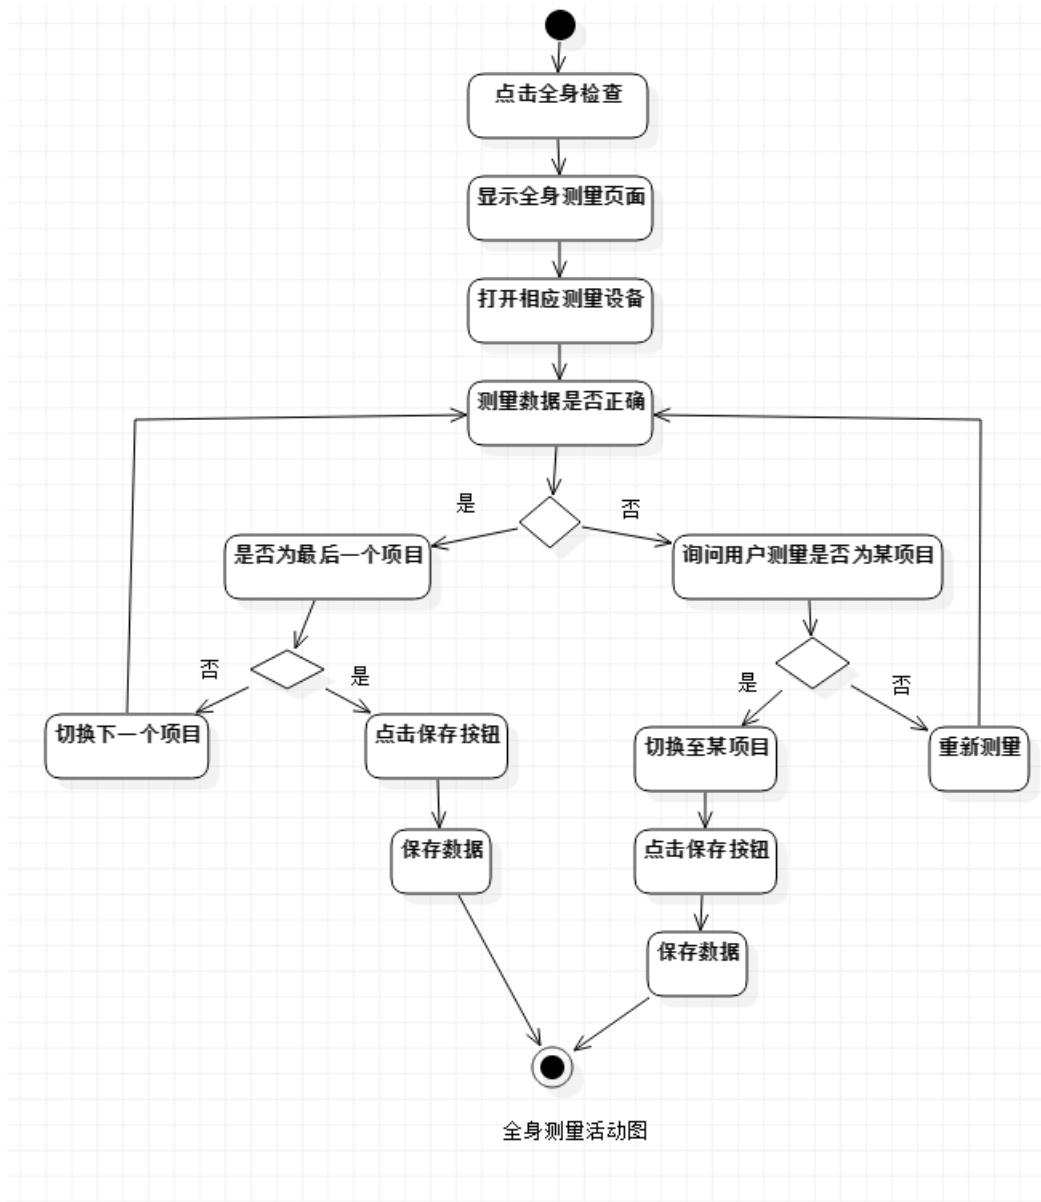 点击全身检查
显示全身测量页面
打开相应测量设备
测量数据是否正确
是
否
是否为最后一个项目
询问用户测量是否为某项目
否
是
是
否
切换下一个项目
点击保存按钮
切换至某项目
重新测量
保存数据
点击保存按钮
保存数据
全身测量活动图